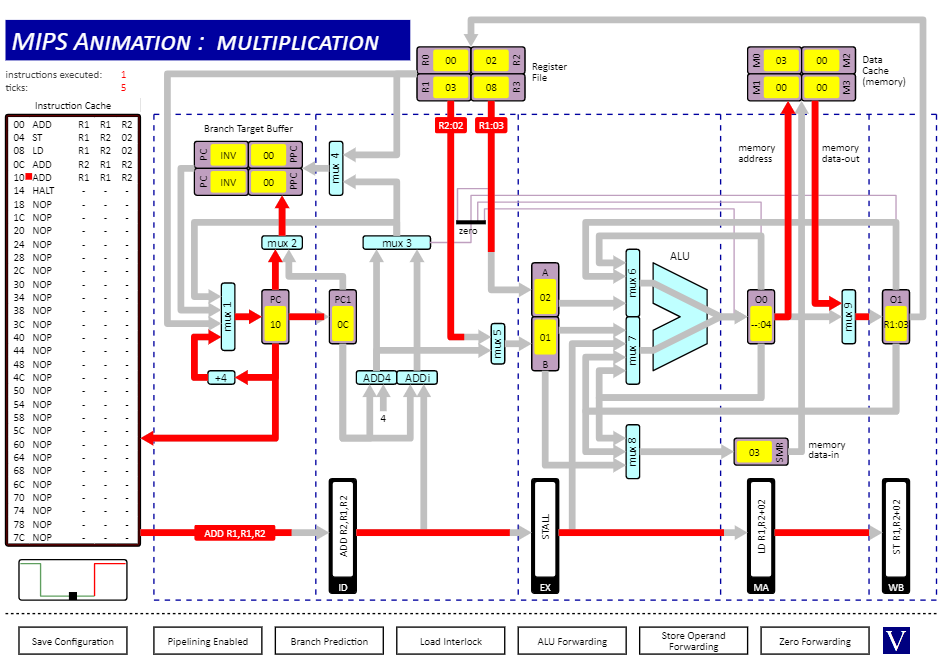 MIPS ANIMATION : MULTIPLICATION
instructions executed: 1
ticks: 5
Instruction Cache
00 ADD R1 R1 R2
04 ST R1 R2 02
08 LD R1 R2 02
0C ADD R2 R1 R2
10 ADD R1 R1 R2
14 HALT - - -
18 NOP - - -
1C NOP - - -
20 NOP - - -
24 NOP - - -
28 NOP - - -
2C NOP - - -
30 NOP - - -
34 NOP - - -
38 NOP - - -
3C NOP - - -
40 NOP - - -
44 NOP - - -
48 NOP - - -
4C NOP - - -
50 NOP - - -
54 NOP - - -
58 NOP - - -
5C NOP - - -
60 NOP - - -
64 NOP - - -
68 NOP - - -
6C NOP - - -
70 NOP - - -
74 NOP - - -
78 NOP - - -
7C NOP - - -
R0 00 02 R2
R1 03 08 R3
Register
File
M0 03 00 M2
M1 00 00 M3
Data
Cache
(memory)
R2:02
R1:03
Branch Target Buffer
PC INV 00 PPC
PC INV 00 PPC
mux 4
memory
address
memory
data-out
zero
mux 2
mux 3
mux 1
PC
10
PC1
0C
+4
ADD4
ADDi
4
mux 5
A
02
01
B
mux 6
mux 7
ALU
O0
--:04
mux 9
O1
R1:03
mux 8
03 SMR
memory
data-in
ADD R1,R1,R2
ADD R2,R1,R2
ID
STALL
EX
LD R1,R2+02
MA
ST R1,R2+02
WB
Save Configuration
Pipelining Enabled
Branch Prediction
Load Interlock
ALU Forwarding
Store Operand
Forwarding
Zero Forwarding
V